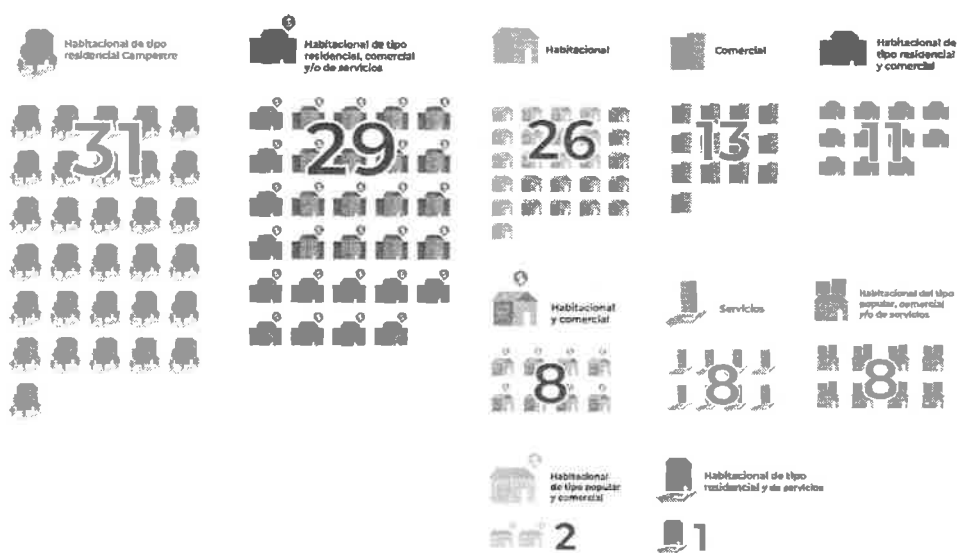 Habitacional de tipo
residencial Campestre
31
Habitacional de tipo
residencial, comercial
y/o de servicios
29
Habitacional
26
Comercial
13
Habitacional de
tipo residencial
y comercial
11
Habitacional
y comercial
8
Servicios
8
Habitacional del tipo
popular, comercial
y/o de servicios
8
Habitacional
de tipo popular
y comercial
2
Habitacional de tipo
residencial y de servicios
1